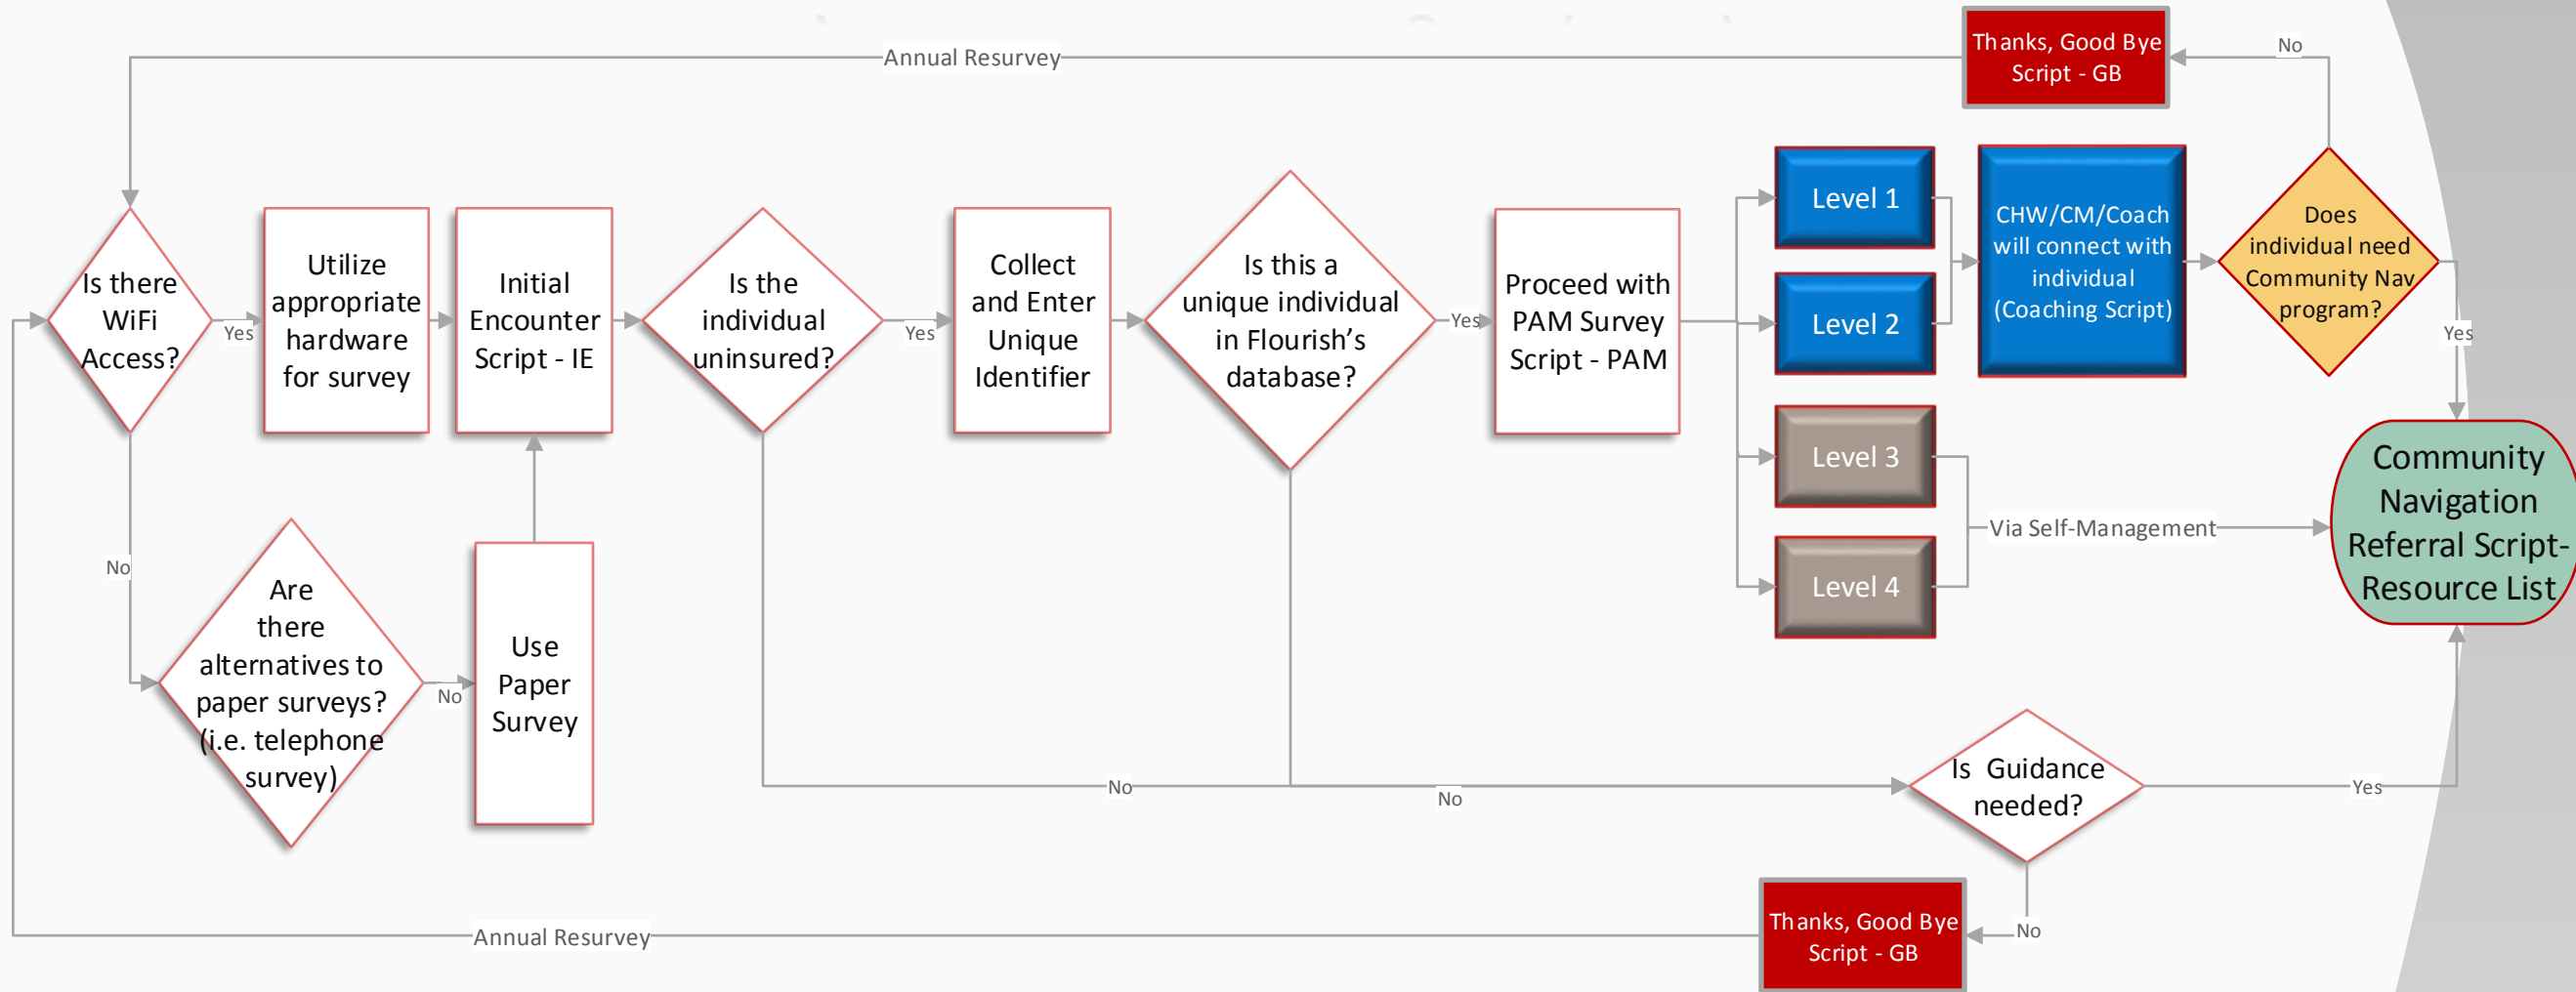 Thanks, Good Bye
Script - GB
No
Annual Resurvey
Is there
WiFi
Access?
Yes
Utilize
appropriate
hardware
for survey
Initial
Encounter
Script - IE
Is the
individual
uninsured?
Yes
Collect
and Enter
Unique
Identifier
Is this a
unique individual
in Flourish’s
database?
Yes
Proceed with
PAM Survey
Script - PAM
Level 1
Level 2
Level 3
Level 4
CHW/CM/Coach
will connect with
individual
(Coaching Script)
Does
individual need
Community Nav
program?
Yes
Via Self-Management
Community
Navigation
Referral Script-
Resource List
No
Are
there
alternatives to
paper surveys?
(i.e. telephone
survey)
No
Use
Paper
Survey
No
No
Is Guidance
needed?
Yes
No
Thanks, Good Bye
Script - GB
Annual Resurvey